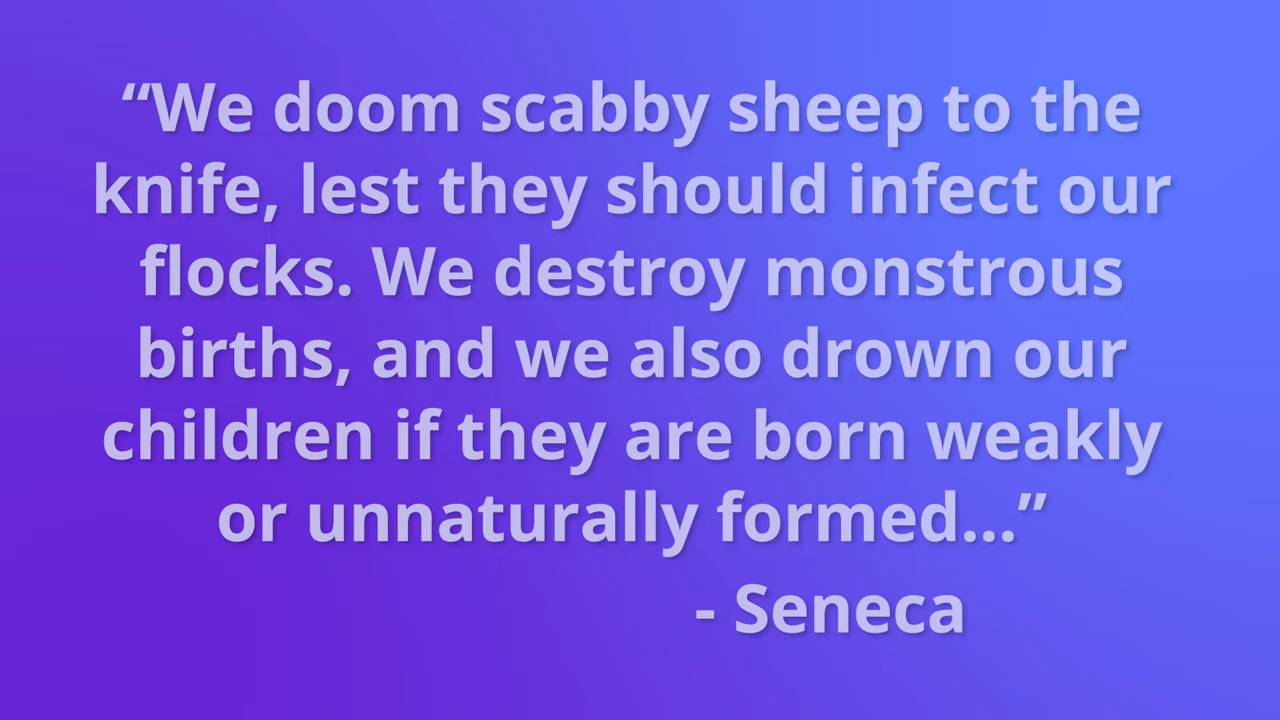 “We doom scabby sheep to the
knife, lest they should infect our
flocks. We destroy monstrous
births, and we also drown our
children if they are born weakly
or unnaturally formed...”
- Seneca